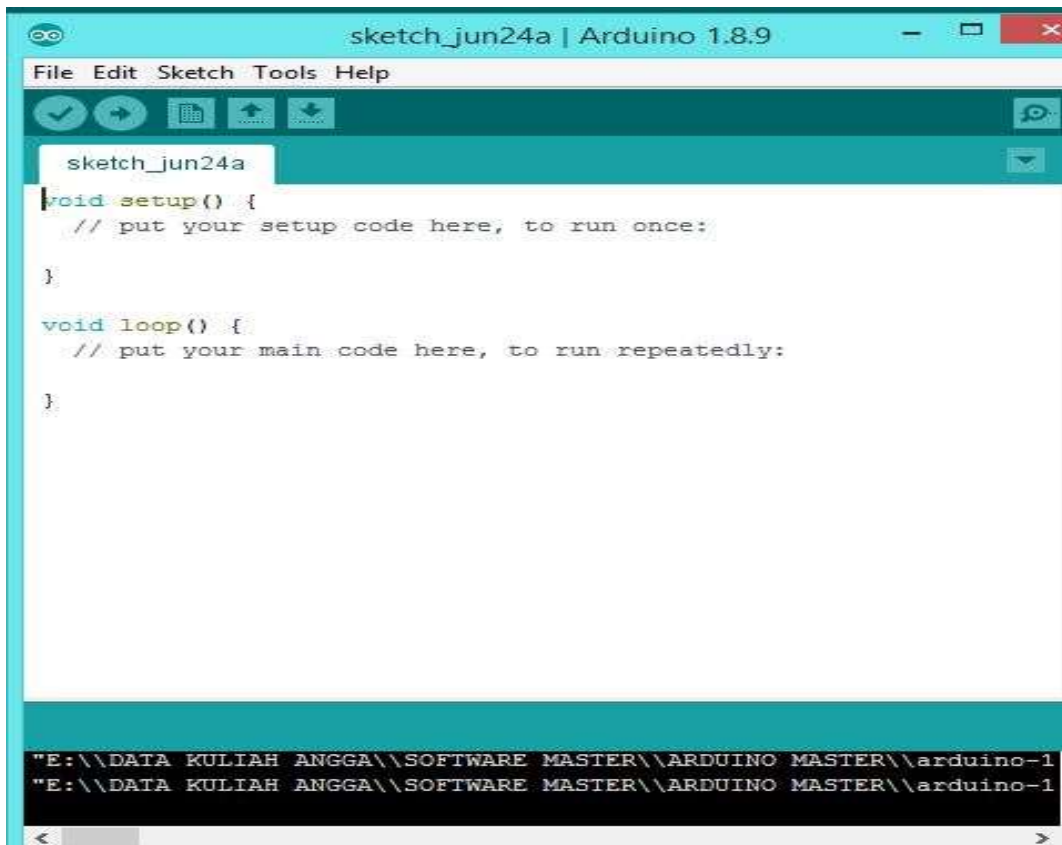 sketch_jun24a | Arduino 1.8.9
File Edit Sketch Tools Help
sketch_jun24a
void setup() {
  // put your setup code here, to run once:
}
void loop() {
  // put your main code here, to run repeatedly:
}
"E:\\DATA KULIAH ANGGA\\SOFTWARE MASTER\\ARDUINO MASTER\\arduino-1
"E:\\DATA KULIAH ANGGA\\SOFTWARE MASTER\\ARDUINO MASTER\\arduino-1